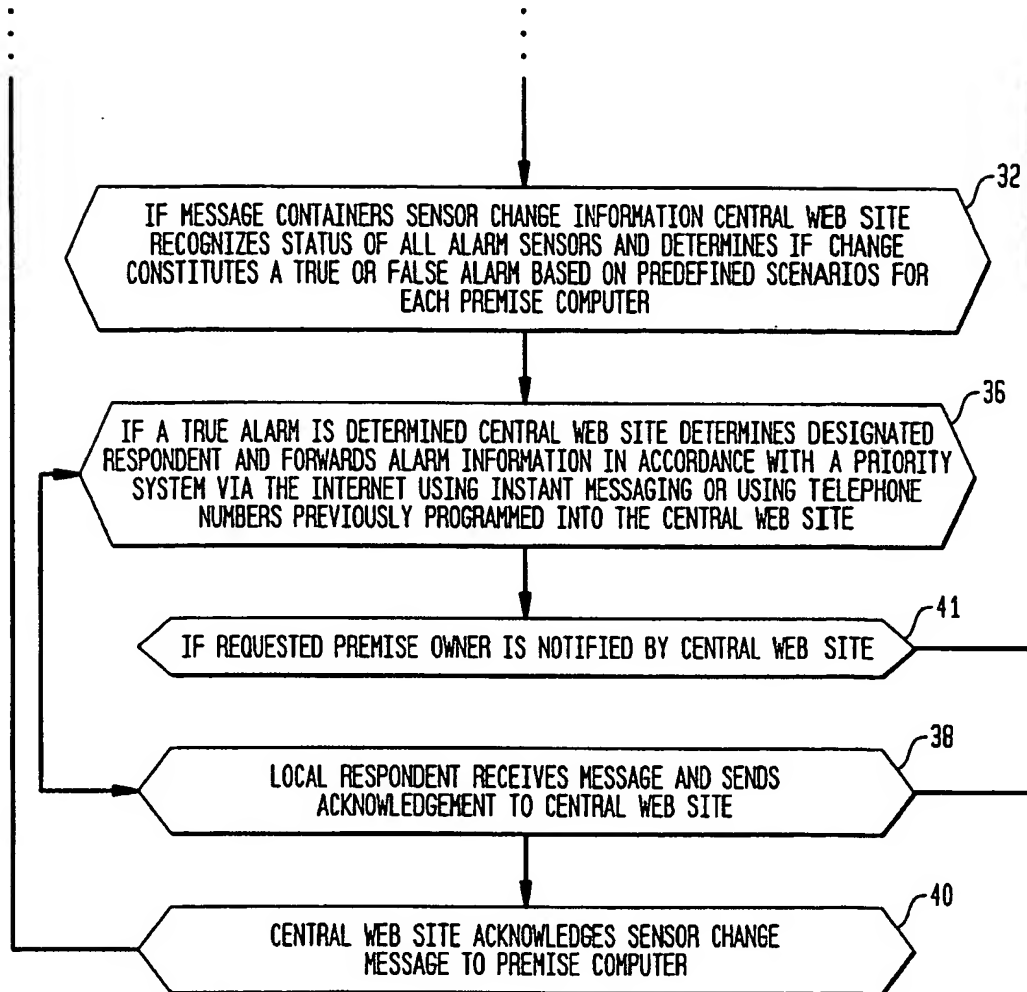 32
IF MESSAGE CONTAINERS SENSOR CHANGE INFORMATION CENTRAL WEB SITE
RECOGNIZES STATUS OF ALL ALARM SENSORS AND DETERMINES IF CHANGE
CONSTITUTES A TRUE OR FALSE ALARM BASED ON PREDEFINED SCENARIOS FOR
EACH PREMISE COMPUTER
36
IF A TRUE ALARM IS DETERMINED CENTRAL WEB SITE DETERMINES DESIGNATED
RESPONDENT AND FORWARDS ALARM INFORMATION IN ACCORDANCE WITH A PRIORITY
SYSTEM VIA THE INTERNET USING INSTANT MESSAGING OR USING TELEPHONE
NUMBERS PREVIOUSLY PROGRAMMED INTO THE CENTRAL WEB SITE
41
IF REQUESTED PREMISE OWNER IS NOTIFIED BY CENTRAL WEB SITE
38
LOCAL RESPONDENT RECEIVES MESSAGE AND SENDS
ACKNOWLEDGEMENT TO CENTRAL WEB SITE
40
CENTRAL WEB SITE ACKNOWLEDGES SENSOR CHANGE
MESSAGE TO PREMISE COMPUTER